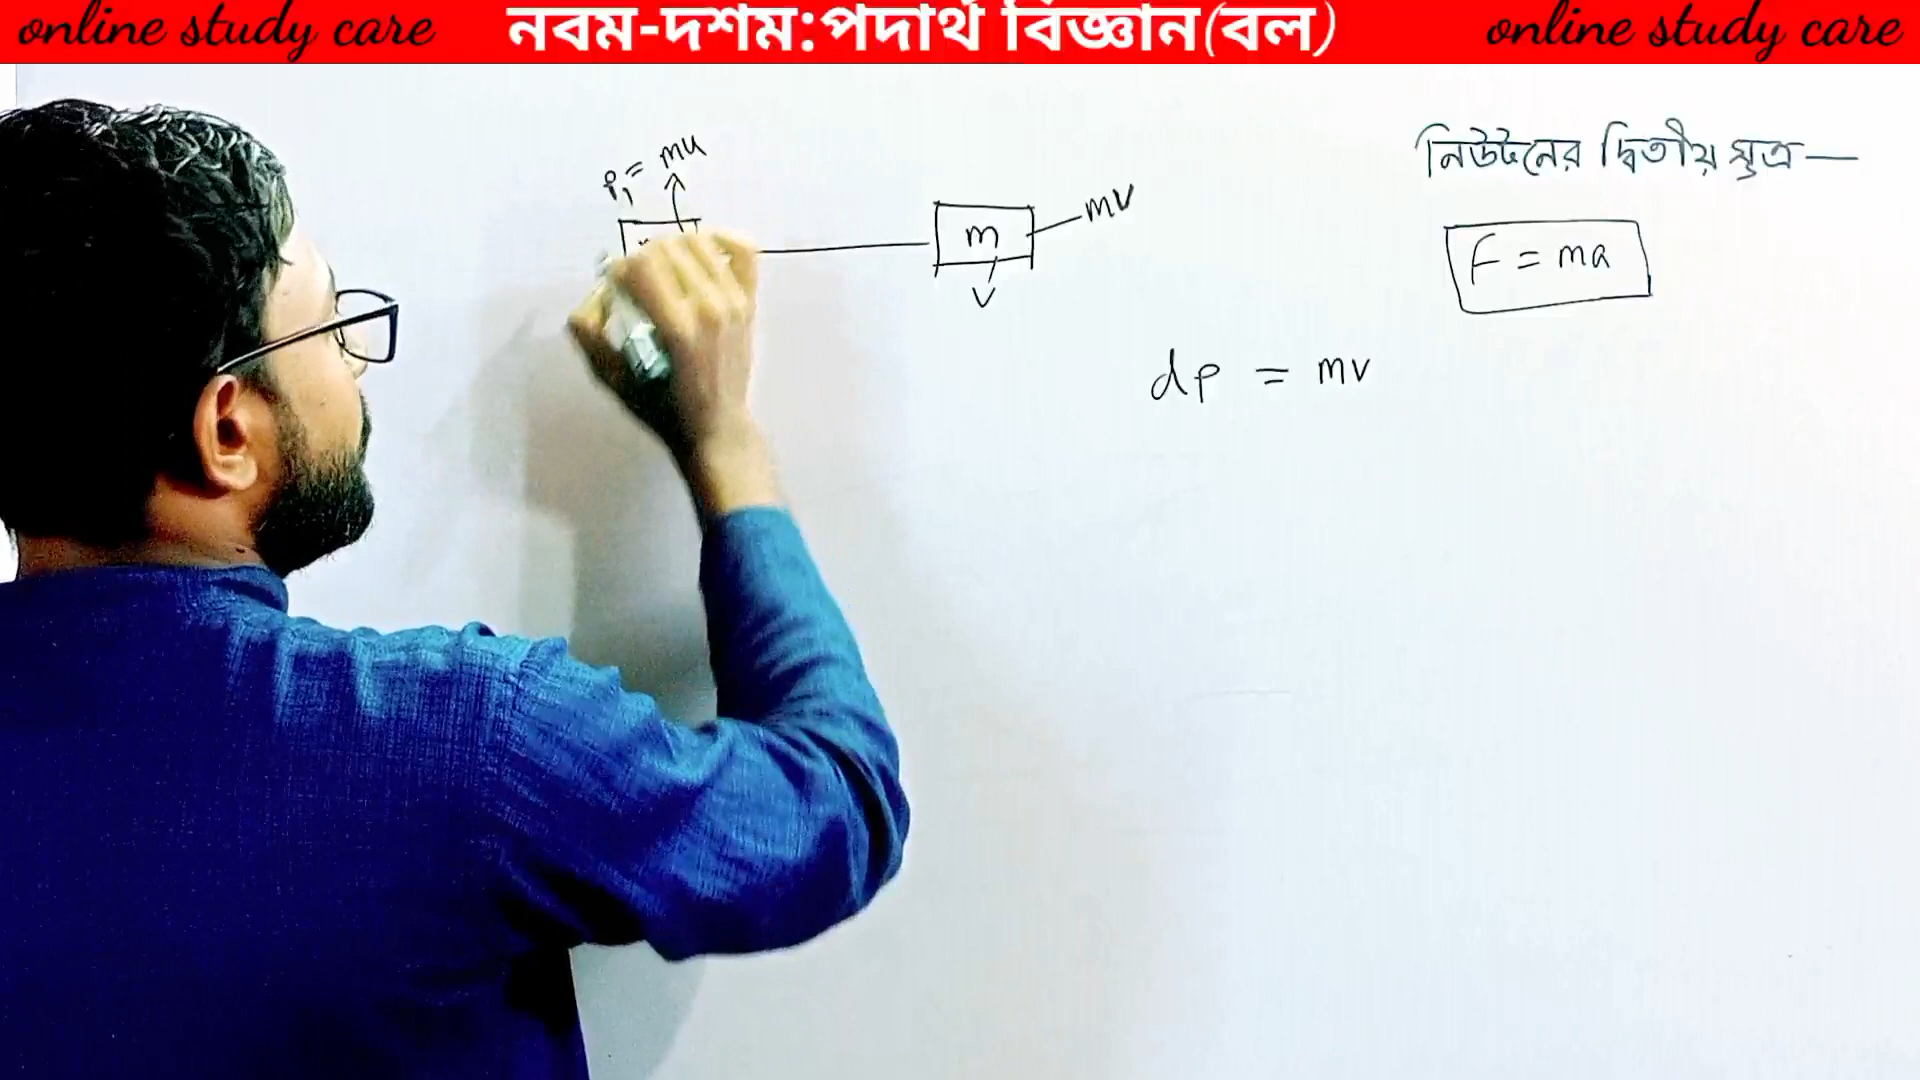 online study care নবম-দশম:পদার্থ বিজ্ঞান(বল) online study care
নিউটনের দ্বিতীয় সূত্র—
P₁ = mu
m
mv
v
F = ma
dp = mv